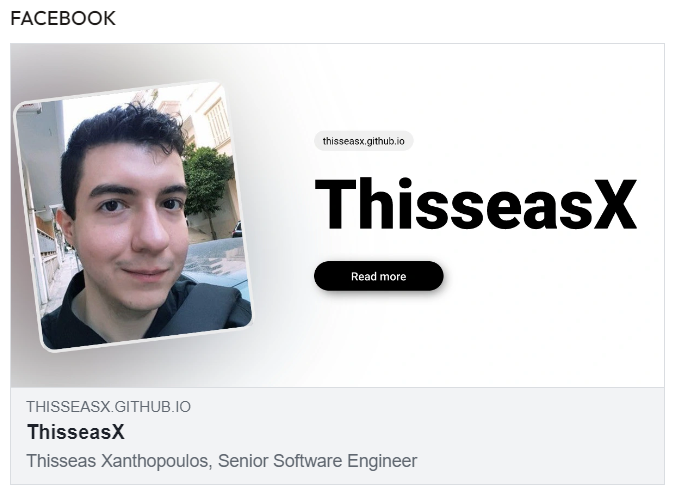 FACEBOOK
thisseasx.github.io
ThisseasX
Read more
THISSEASX.GITHUB.IO
ThisseasX
Thisseas Xanthopoulos, Senior Software Engineer